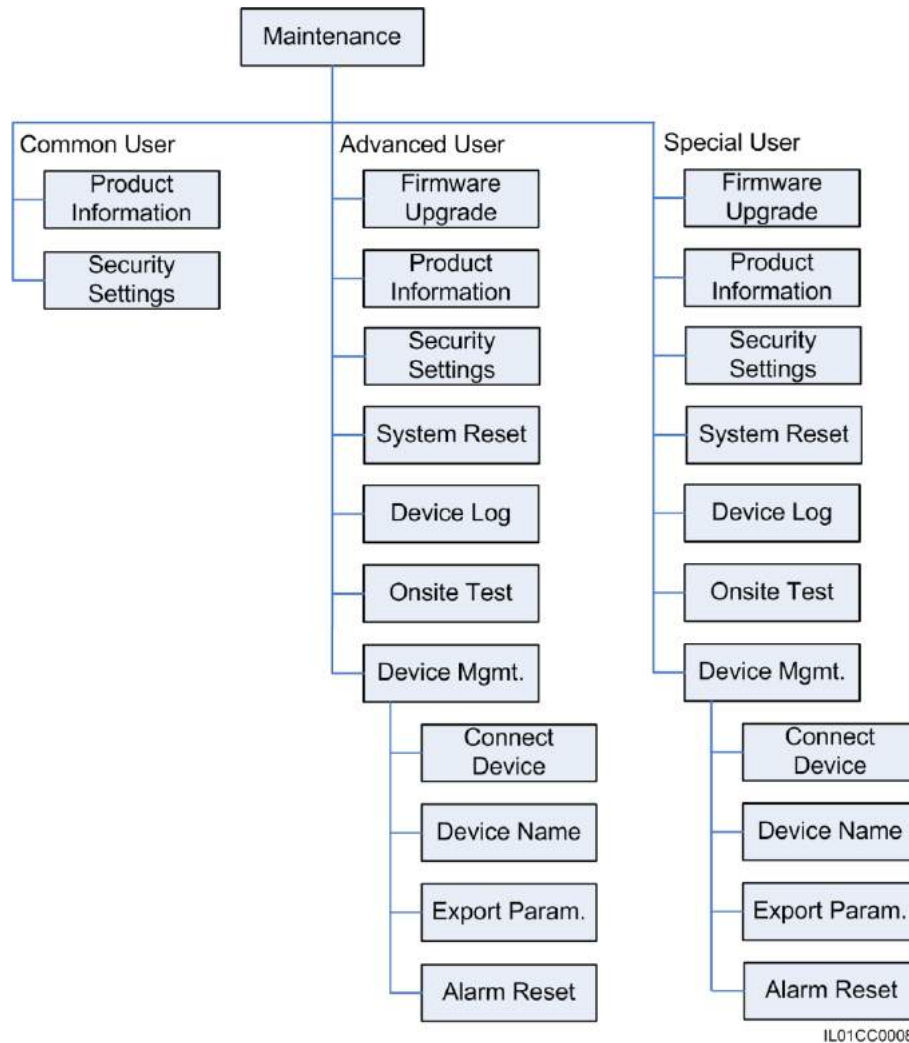 Maintenance
Common User
Product
Information
Security
Settings
Advanced User
Firmware
Upgrade
Product
Information
Security
Settings
System Reset
Device Log
Onsite Test
Device Mgmt.
Connect
Device
Device Name
Export Param.
Alarm Reset
Special User
Firmware
Upgrade
Product
Information
Security
Settings
System Reset
Device Log
Onsite Test
Device Mgmt.
Connect
Device
Device Name
Export Param.
Alarm Reset
IL01CC0008